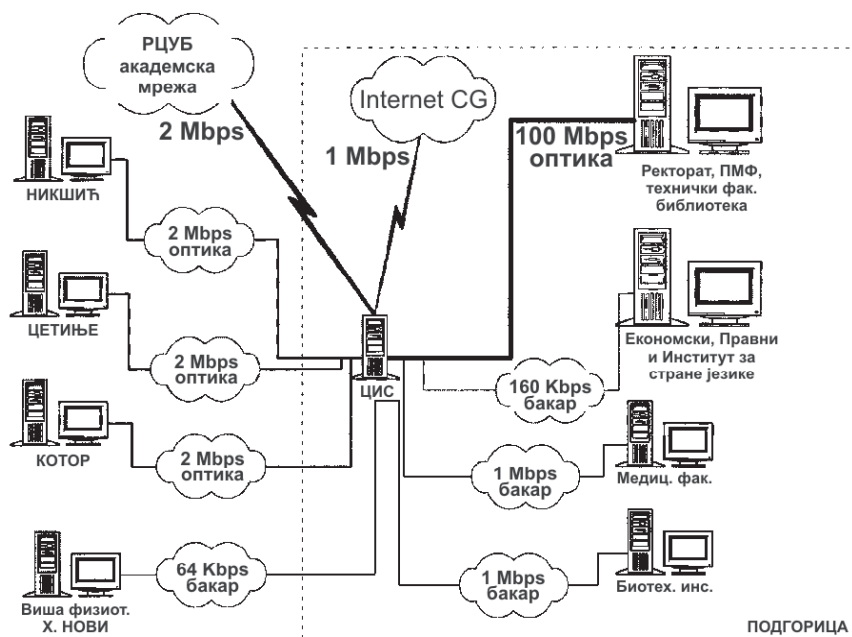 РЦУБ
академска
мрежа
2 Mbps
Internet CG
1 Mbps
100 Mbps
оптика
Ректорат, ПМФ,
технички фак.
библиотека
НИКШИЋ
2 Mbps
оптика
ЦЕТИЊЕ
2 Mbps
оптика
ЦИС
Економски, Правни
и Институт за
стране језике
160 Kbps
бакар
КОТОР
2 Mbps
оптика
1 Mbps
бакар
Медиц. фак.
Виша физиот.
Х. НОВИ
64 Kbps
бакар
1 Mbps
бакар
Биотех. инс.
ПОДГОРИЦА